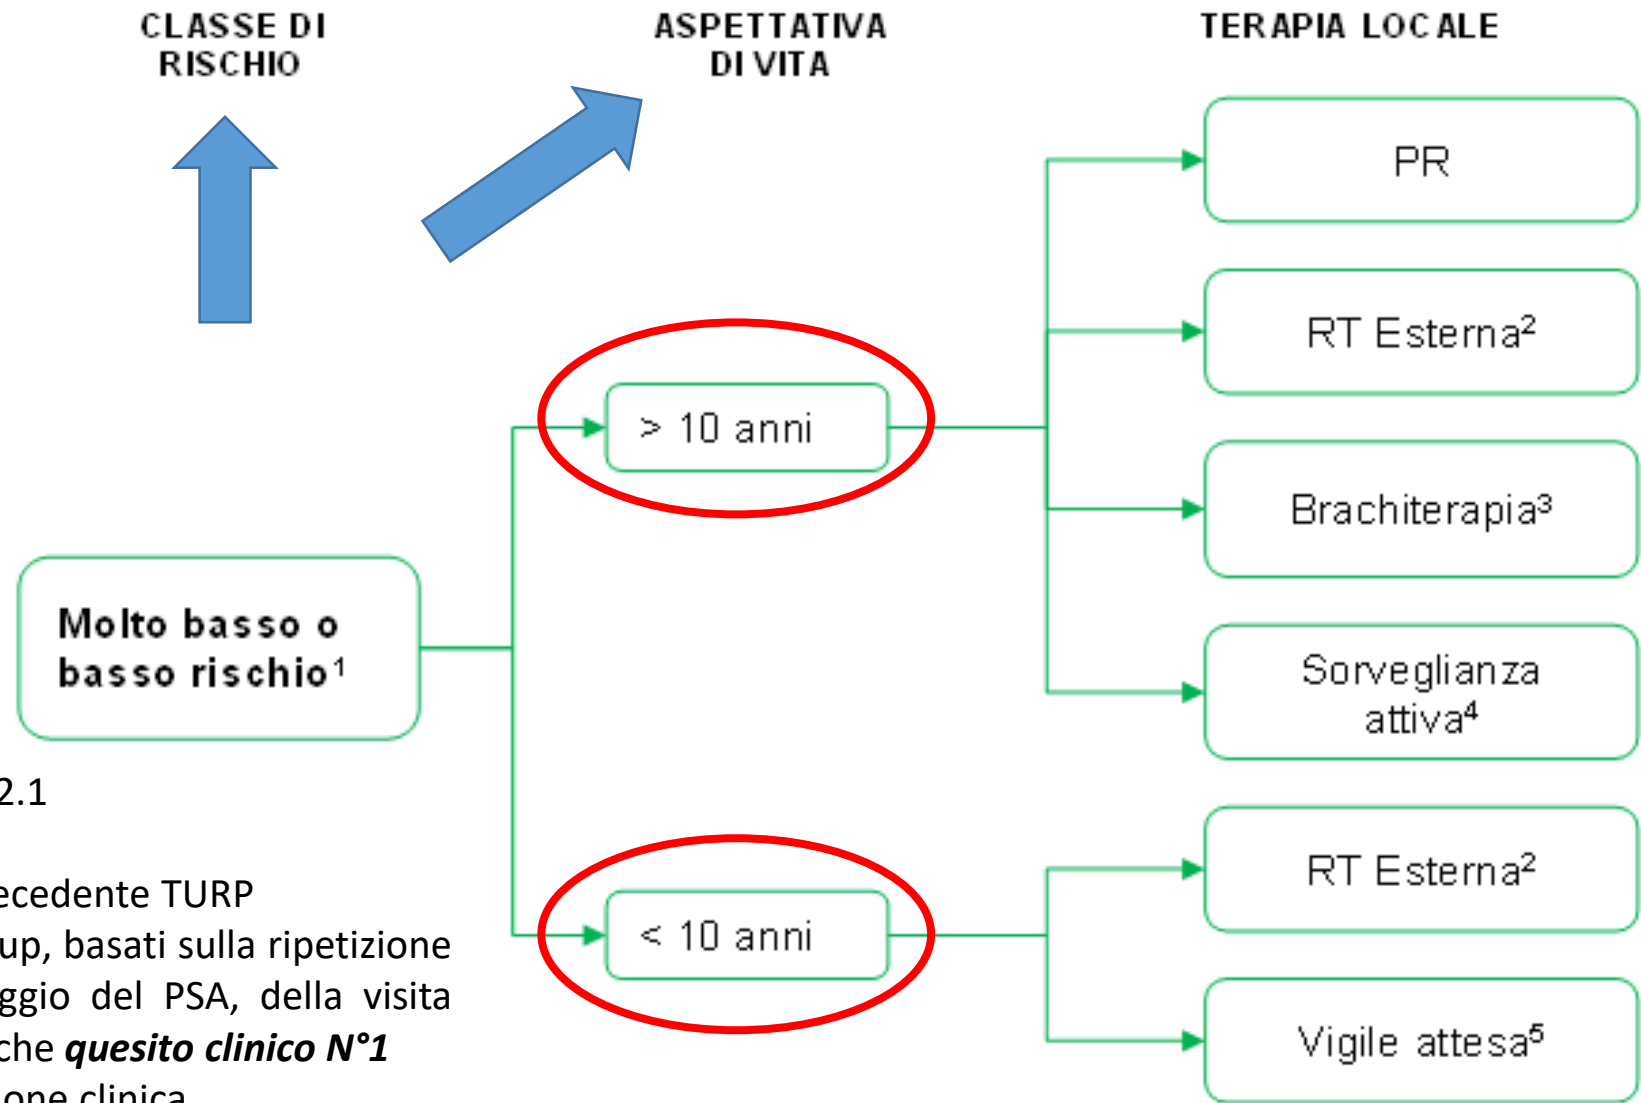 CLASSE DI
RISCHIO
ASPETTATIVA
DI VITA
TERAPIA LOCALE
PR
RT Esterna²
> 10 anni
Brachiterapia³
Molto basso o
basso rischio¹
Sorveglianza
attiva⁴
2.1
RT Esterna²
ecedente TURP
< 10 anni
up, basati sulla ripetizione
ggio del PSA, della visita
che quesito clinico N°1
Vigile attesa⁵
one clinica